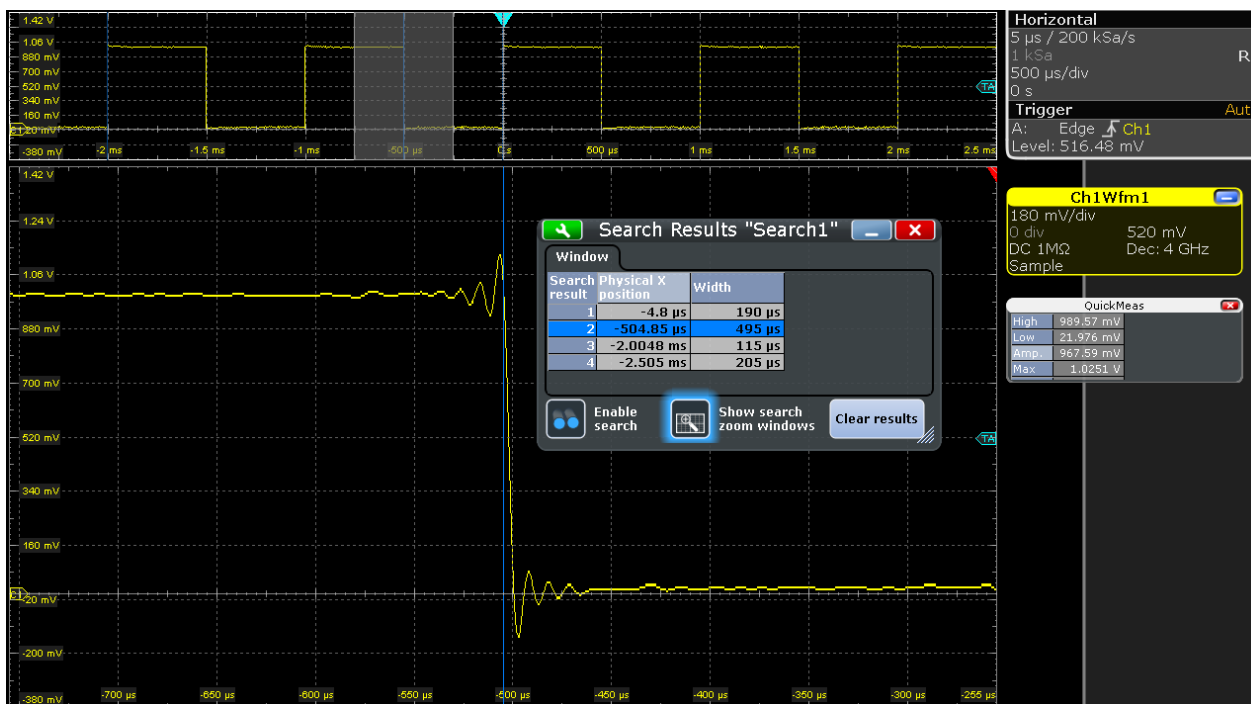 1.42 V
1.06 V
880 mV
700 mV
520 mV
340 mV
160 mV
-20 mV
-380 mV
-2 ms
-1.5 ms
-1 ms
-500 µs
0 s
500 µs
1 ms
1.5 ms
2 ms
2.5 ms
TA
Horizontal
5 µs / 200 kSa/s
1 kSa R
500 µs/div
0 s
Trigger Aut
A: Edge Ch1
Level: 516.48 mV
Ch1Wfm1
180 mV/div
0 div 520 mV
DC 1MΩ Dec: 4 GHz
Sample
QuickMeas
High 989.57 mV
Low 21.976 mV
Amp. 967.59 mV
Max 1.0251 V
1.42 V
1.24 V
1.06 V
880 mV
700 mV
520 mV
340 mV
160 mV
-20 mV
-200 mV
-380 mV
TA
C1
Search Results "Search1"
Window
Search result Physical X position Width
1 -4.8 µs 190 µs
2 -504.85 µs 495 µs
3 -2.0048 ms 115 µs
4 -2.505 ms 205 µs
Enable
search
Show search
zoom windows
Clear results
-700 µs
-650 µs
-600 µs
-550 µs
-500 µs
-450 µs
-400 µs
-350 µs
-300 µs
-255 µs